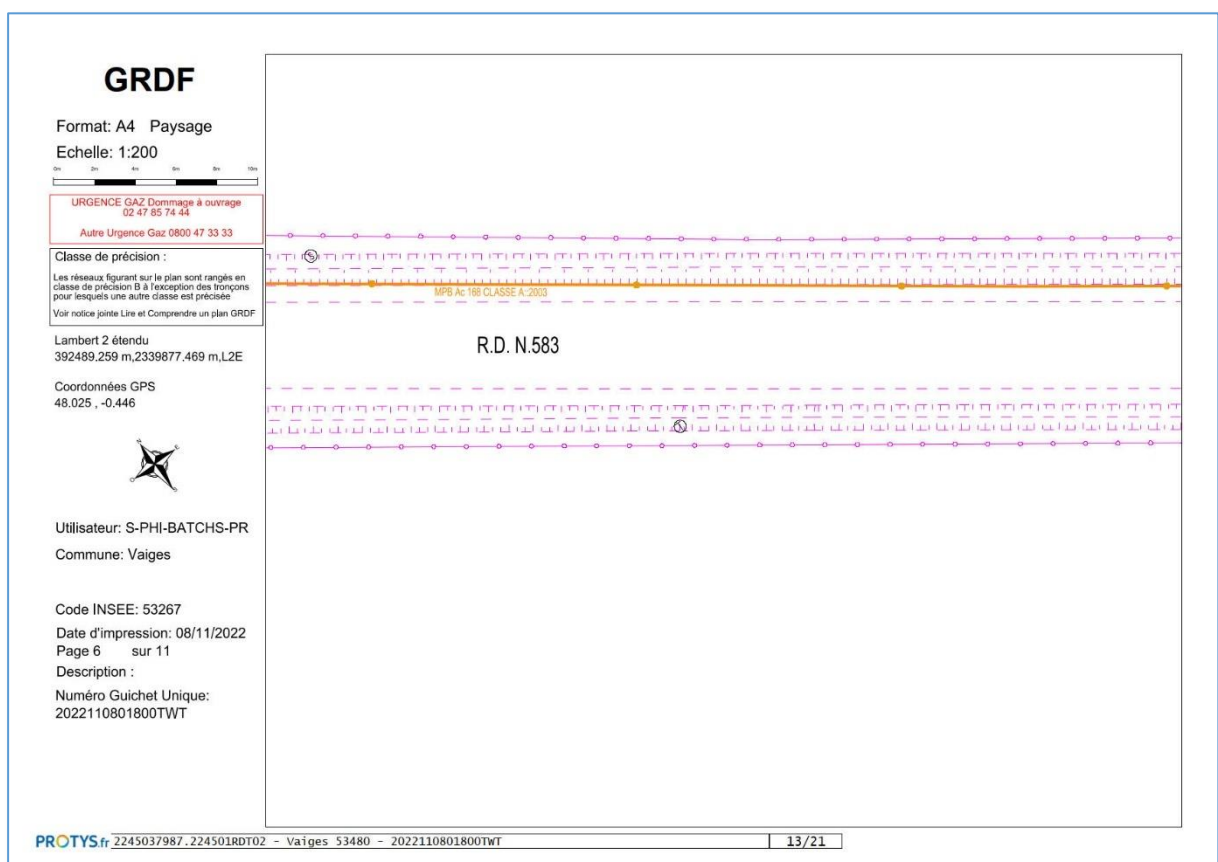 GRDF
Format: A4 Paysage
Echelle: 1:200
0m 2m 4m 6m 8m 10m
URGENCE GAZ Dommage à ouvrage
02 47 85 74 44
Autre Urgence Gaz 0800 47 33 33
Classe de précision :
Les réseaux figurant sur le plan sont rangés en
classe de précision B à l'exception des tronçons
pour lesquels une autre classe est précisée
Voir notice jointe Lire et Comprendre un plan GRDF
Lambert 2 étendu
392489.259 m,2339877.469 m,L2E
Coordonnées GPS
48.025 , -0.446
N E
O S
Utilisateur: S-PHI-BATCHS-PR
Commune: Vaiges
Code INSEE: 53267
Date d'impression: 08/11/2022
Page 6 sur 11
Description :
Numéro Guichet Unique:
2022110801800TWT
MPB Ac 168 CLASSE A::2003
R.D. N.583
PROTYS.fr 2245037987.224501RDT02 - Vaiges 53480 - 2022110801800TWT 13/21